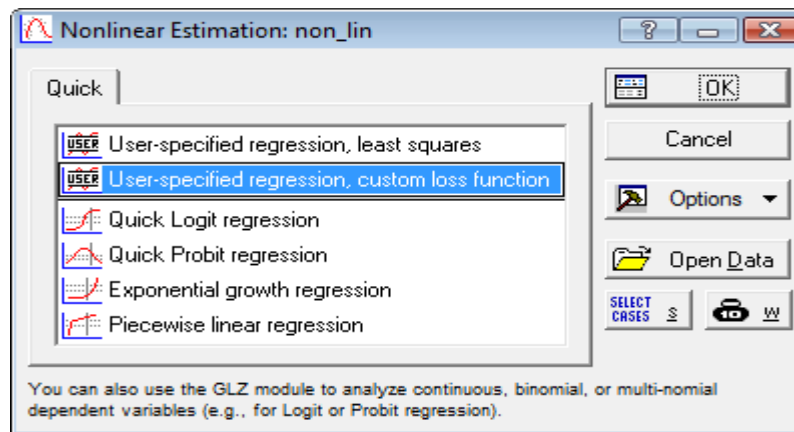 Nonlinear Estimation: non_lin
?
Quick
OK
USER User-specified regression, least squares
Cancel
USER User-specified regression, custom loss function
Options
Quick Logit regression
Quick Probit regression
Open Data
Exponential growth regression
SELECT CASES S
W
Piecewise linear regression
You can also use the GLZ module to analyze continuous, binomial, or multi-nomial
dependent variables (e.g., for Logit or Probit regression).